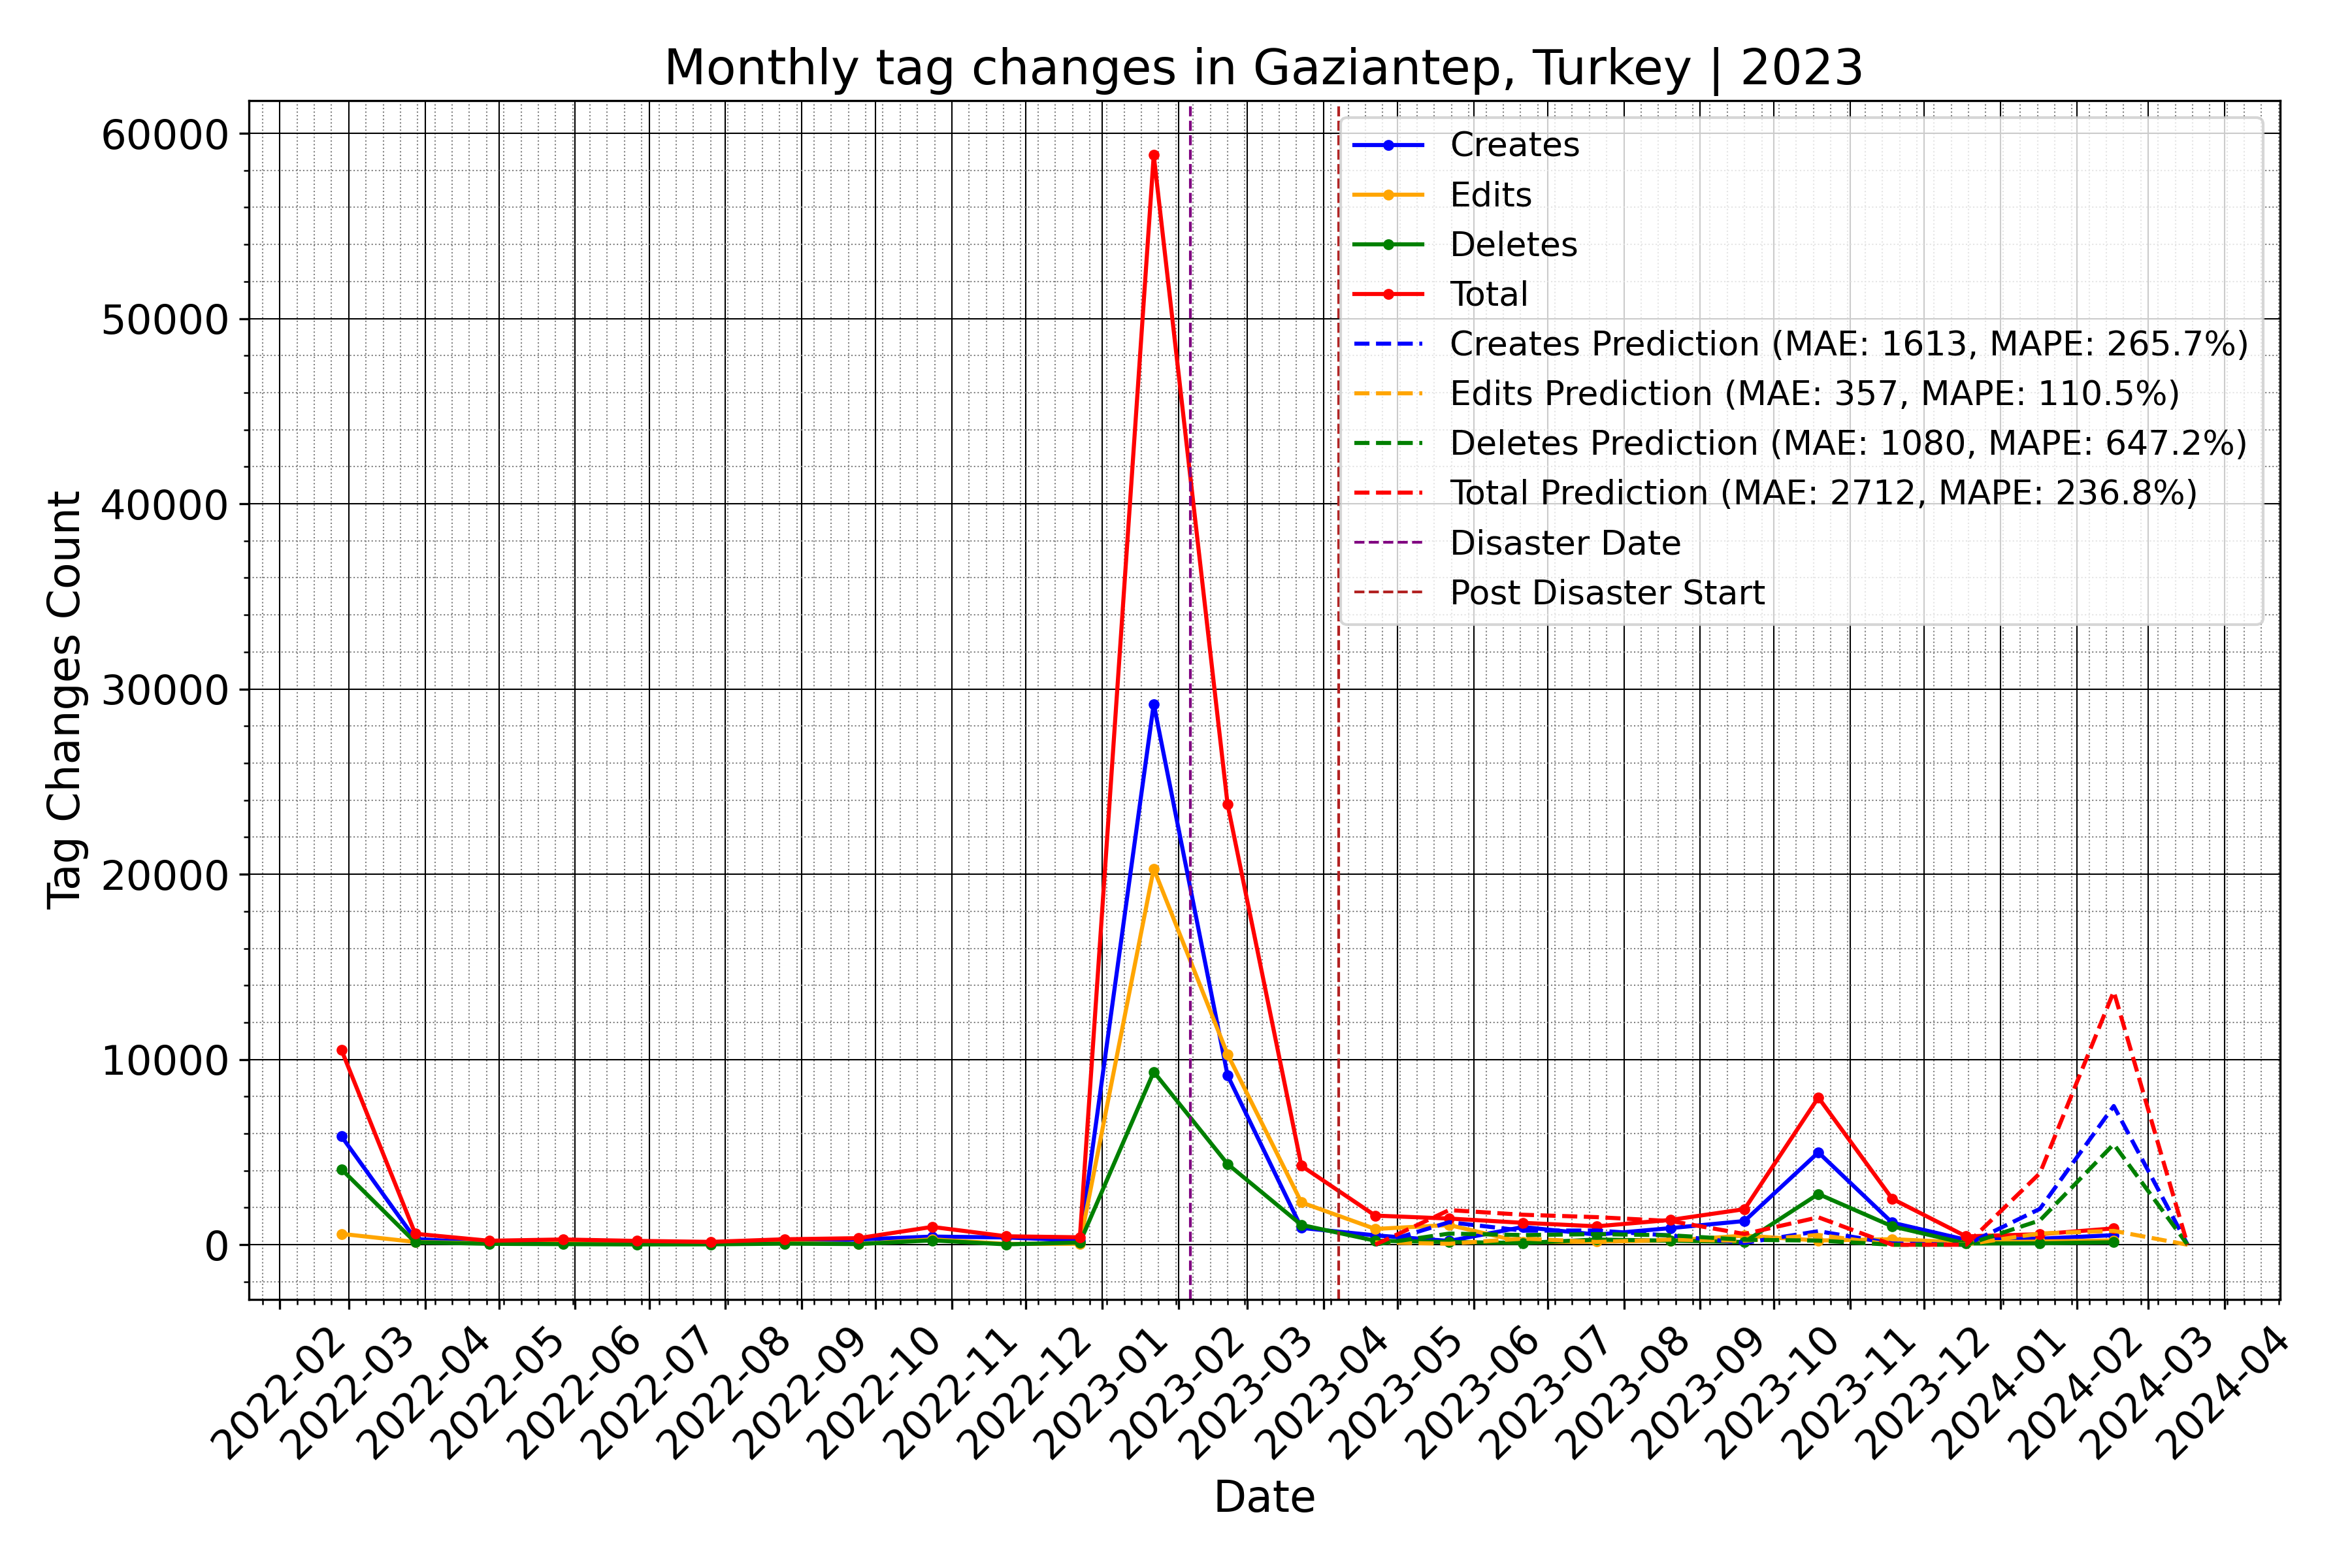 Monthly tag changes in Gaziantep, Turkey | 2023
60000
50000
40000
30000
20000
10000
0
Tag Changes Count
Creates
Edits
Deletes
Total
Creates Prediction (MAE: 1613, MAPE: 265.7%)
Edits Prediction (MAE: 357, MAPE: 110.5%)
Deletes Prediction (MAE: 1080, MAPE: 647.2%)
Total Prediction (MAE: 2712, MAPE: 236.8%)
Disaster Date
Post Disaster Start
2022-02
2022-03
2022-04
2022-05
2022-06
2022-07
2022-08
2022-09
2022-10
2022-11
2022-12
2023-01
2023-02
2023-03
2023-04
2023-05
2023-06
2023-07
2023-08
2023-09
2023-10
2023-11
2023-12
2024-01
2024-02
2024-03
2024-04
Date